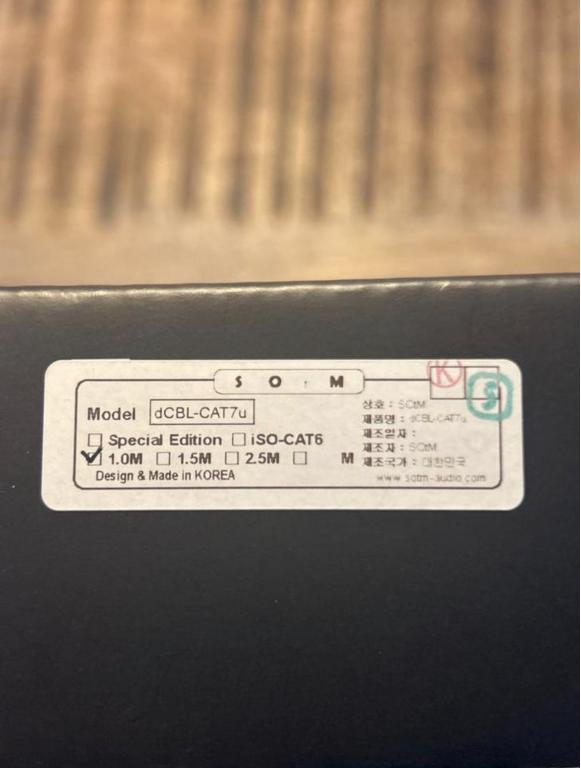 SOtM
Model dCBL-CAT7u
Special Edition iSO-CAT6
1.0M 1.5M 2.5M M
Design & Made in KOREA
K
S
상호 : SOtM
제품명 : dCBL-CAT7u
제조일자 :
제조자 : SOtM
제조국가 : 대한민국
www.sotm-audio.com